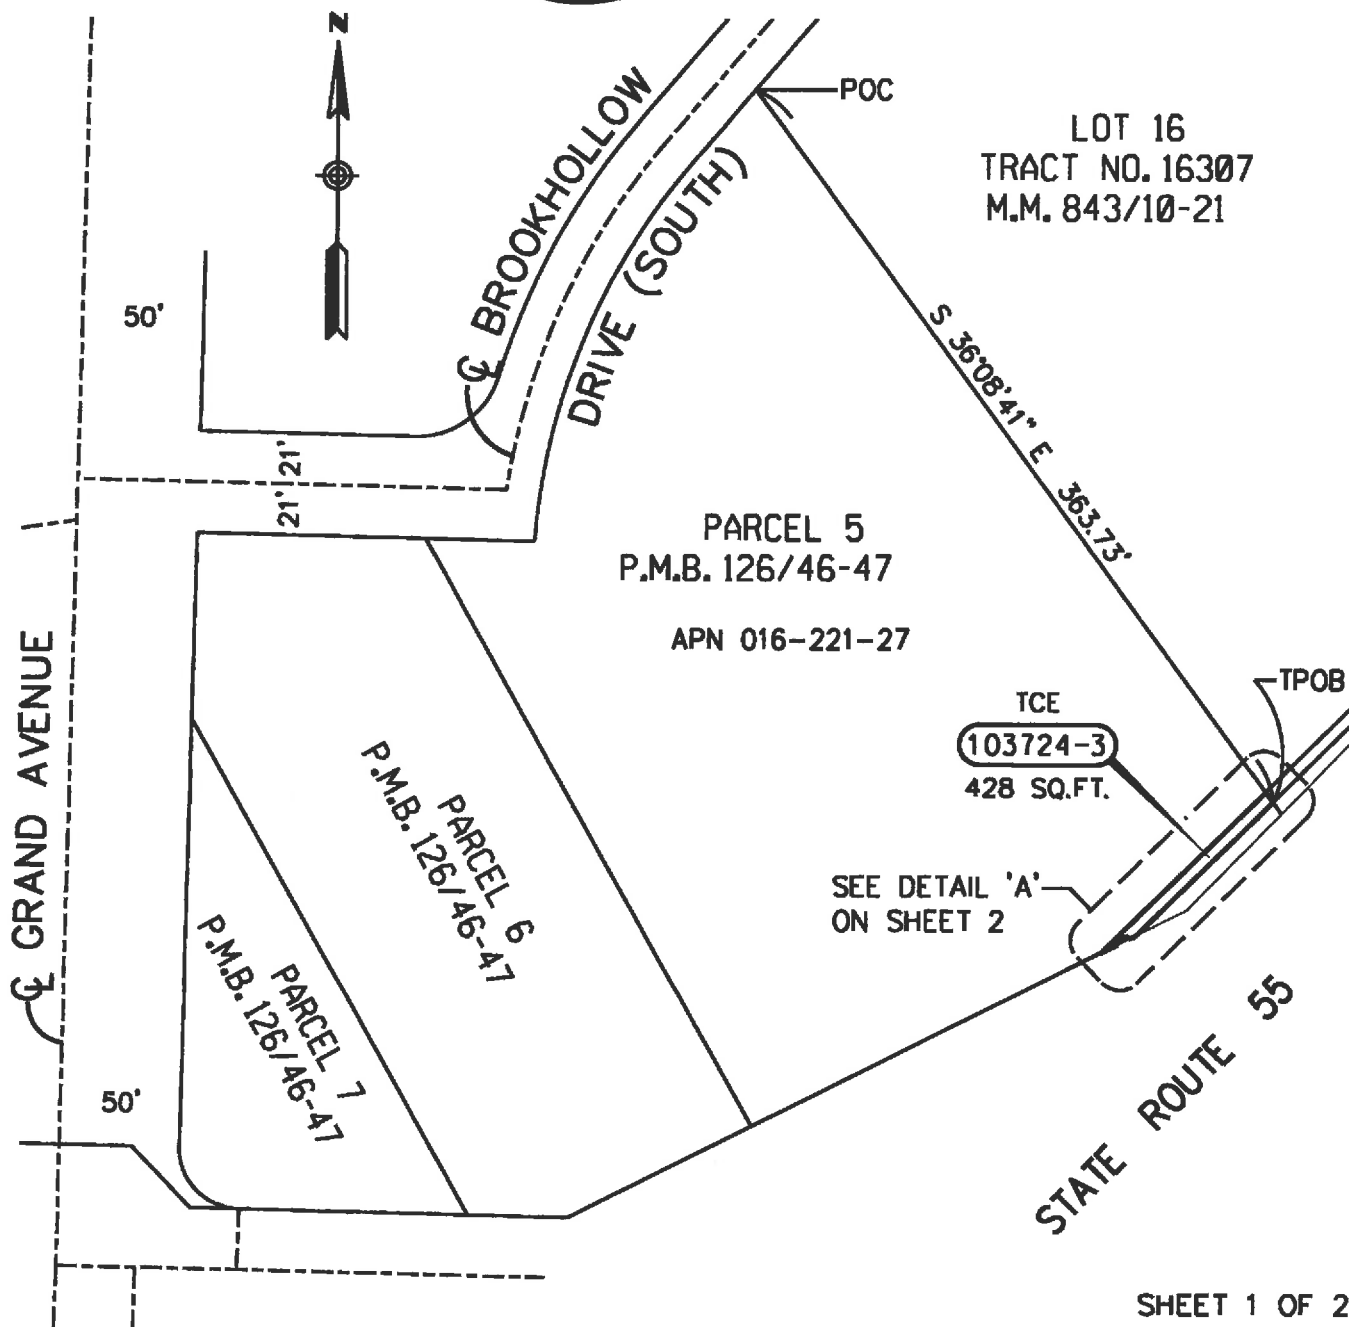 N
POC
LOT 16
TRACT NO. 16307
M.M. 843/10-21
℄ BROOKHOLLOW
DRIVE (SOUTH)
50'
S 36°08'41" E 363.73'
21'
21'
PARCEL 5
P.M.B. 126/46-47
APN 016-221-27
℄ GRAND AVENUE
TPOB
TCE
103724-3
428 SQ.FT.
PARCEL 6
P.M.B. 126/46-47
SEE DETAIL 'A'
ON SHEET 2
PARCEL 7
P.M.B. 126/46-47
STATE ROUTE 55
50'
SHEET 1 OF 2